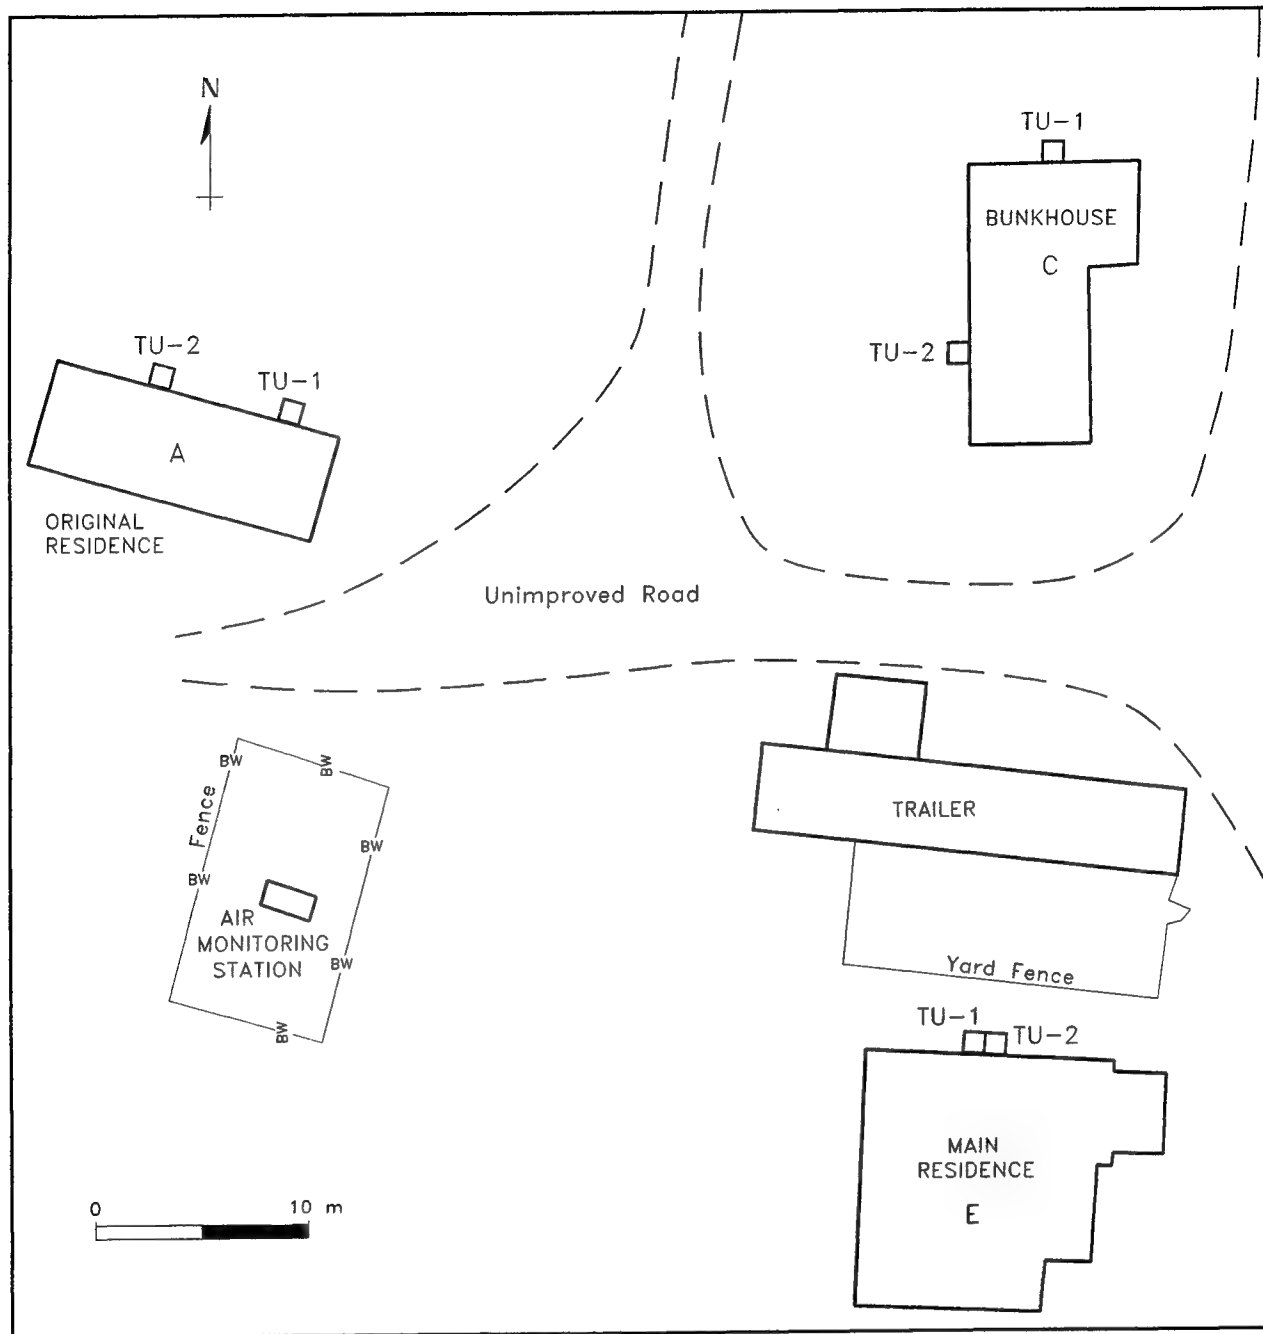 N
TU-1
BUNKHOUSE
C
TU-2
TU-2
TU-1
A
ORIGINAL
RESIDENCE
Unimproved Road
BW
BW
Fence
BW
BW
BW
BW
AIR
MONITORING
STATION
TRAILER
Yard Fence
TU-1
TU-2
MAIN
RESIDENCE
E
0 10 m